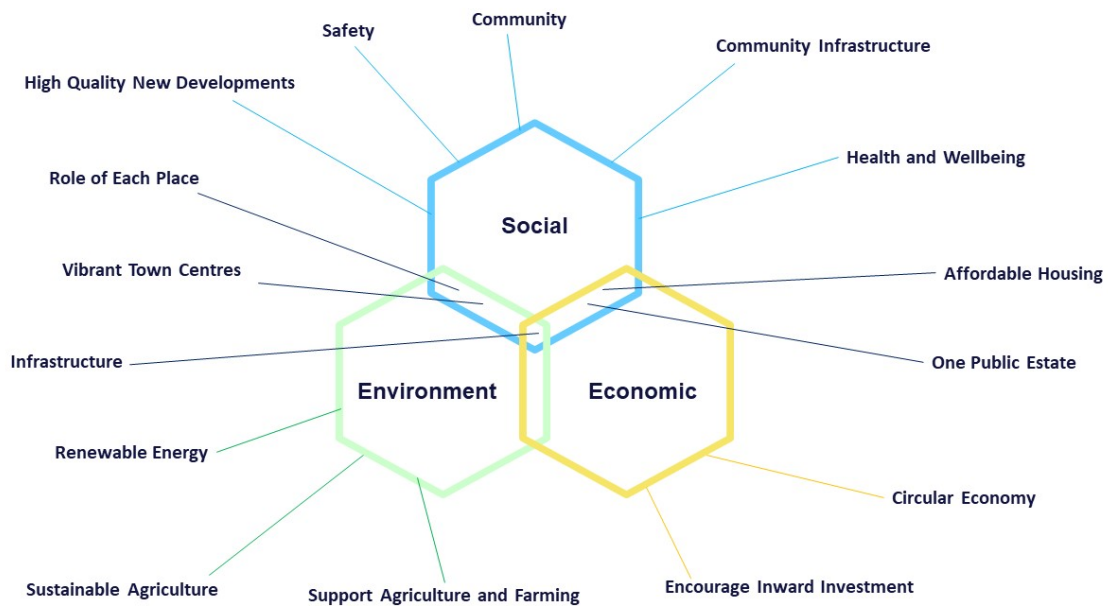 Community
Safety
Community Infrastructure
High Quality New Developments
Health and Wellbeing
Role of Each Place
Social
Vibrant Town Centres
Affordable Housing
Infrastructure
One Public Estate
Environment
Economic
Renewable Energy
Circular Economy
Sustainable Agriculture
Support Agriculture and Farming
Encourage Inward Investment